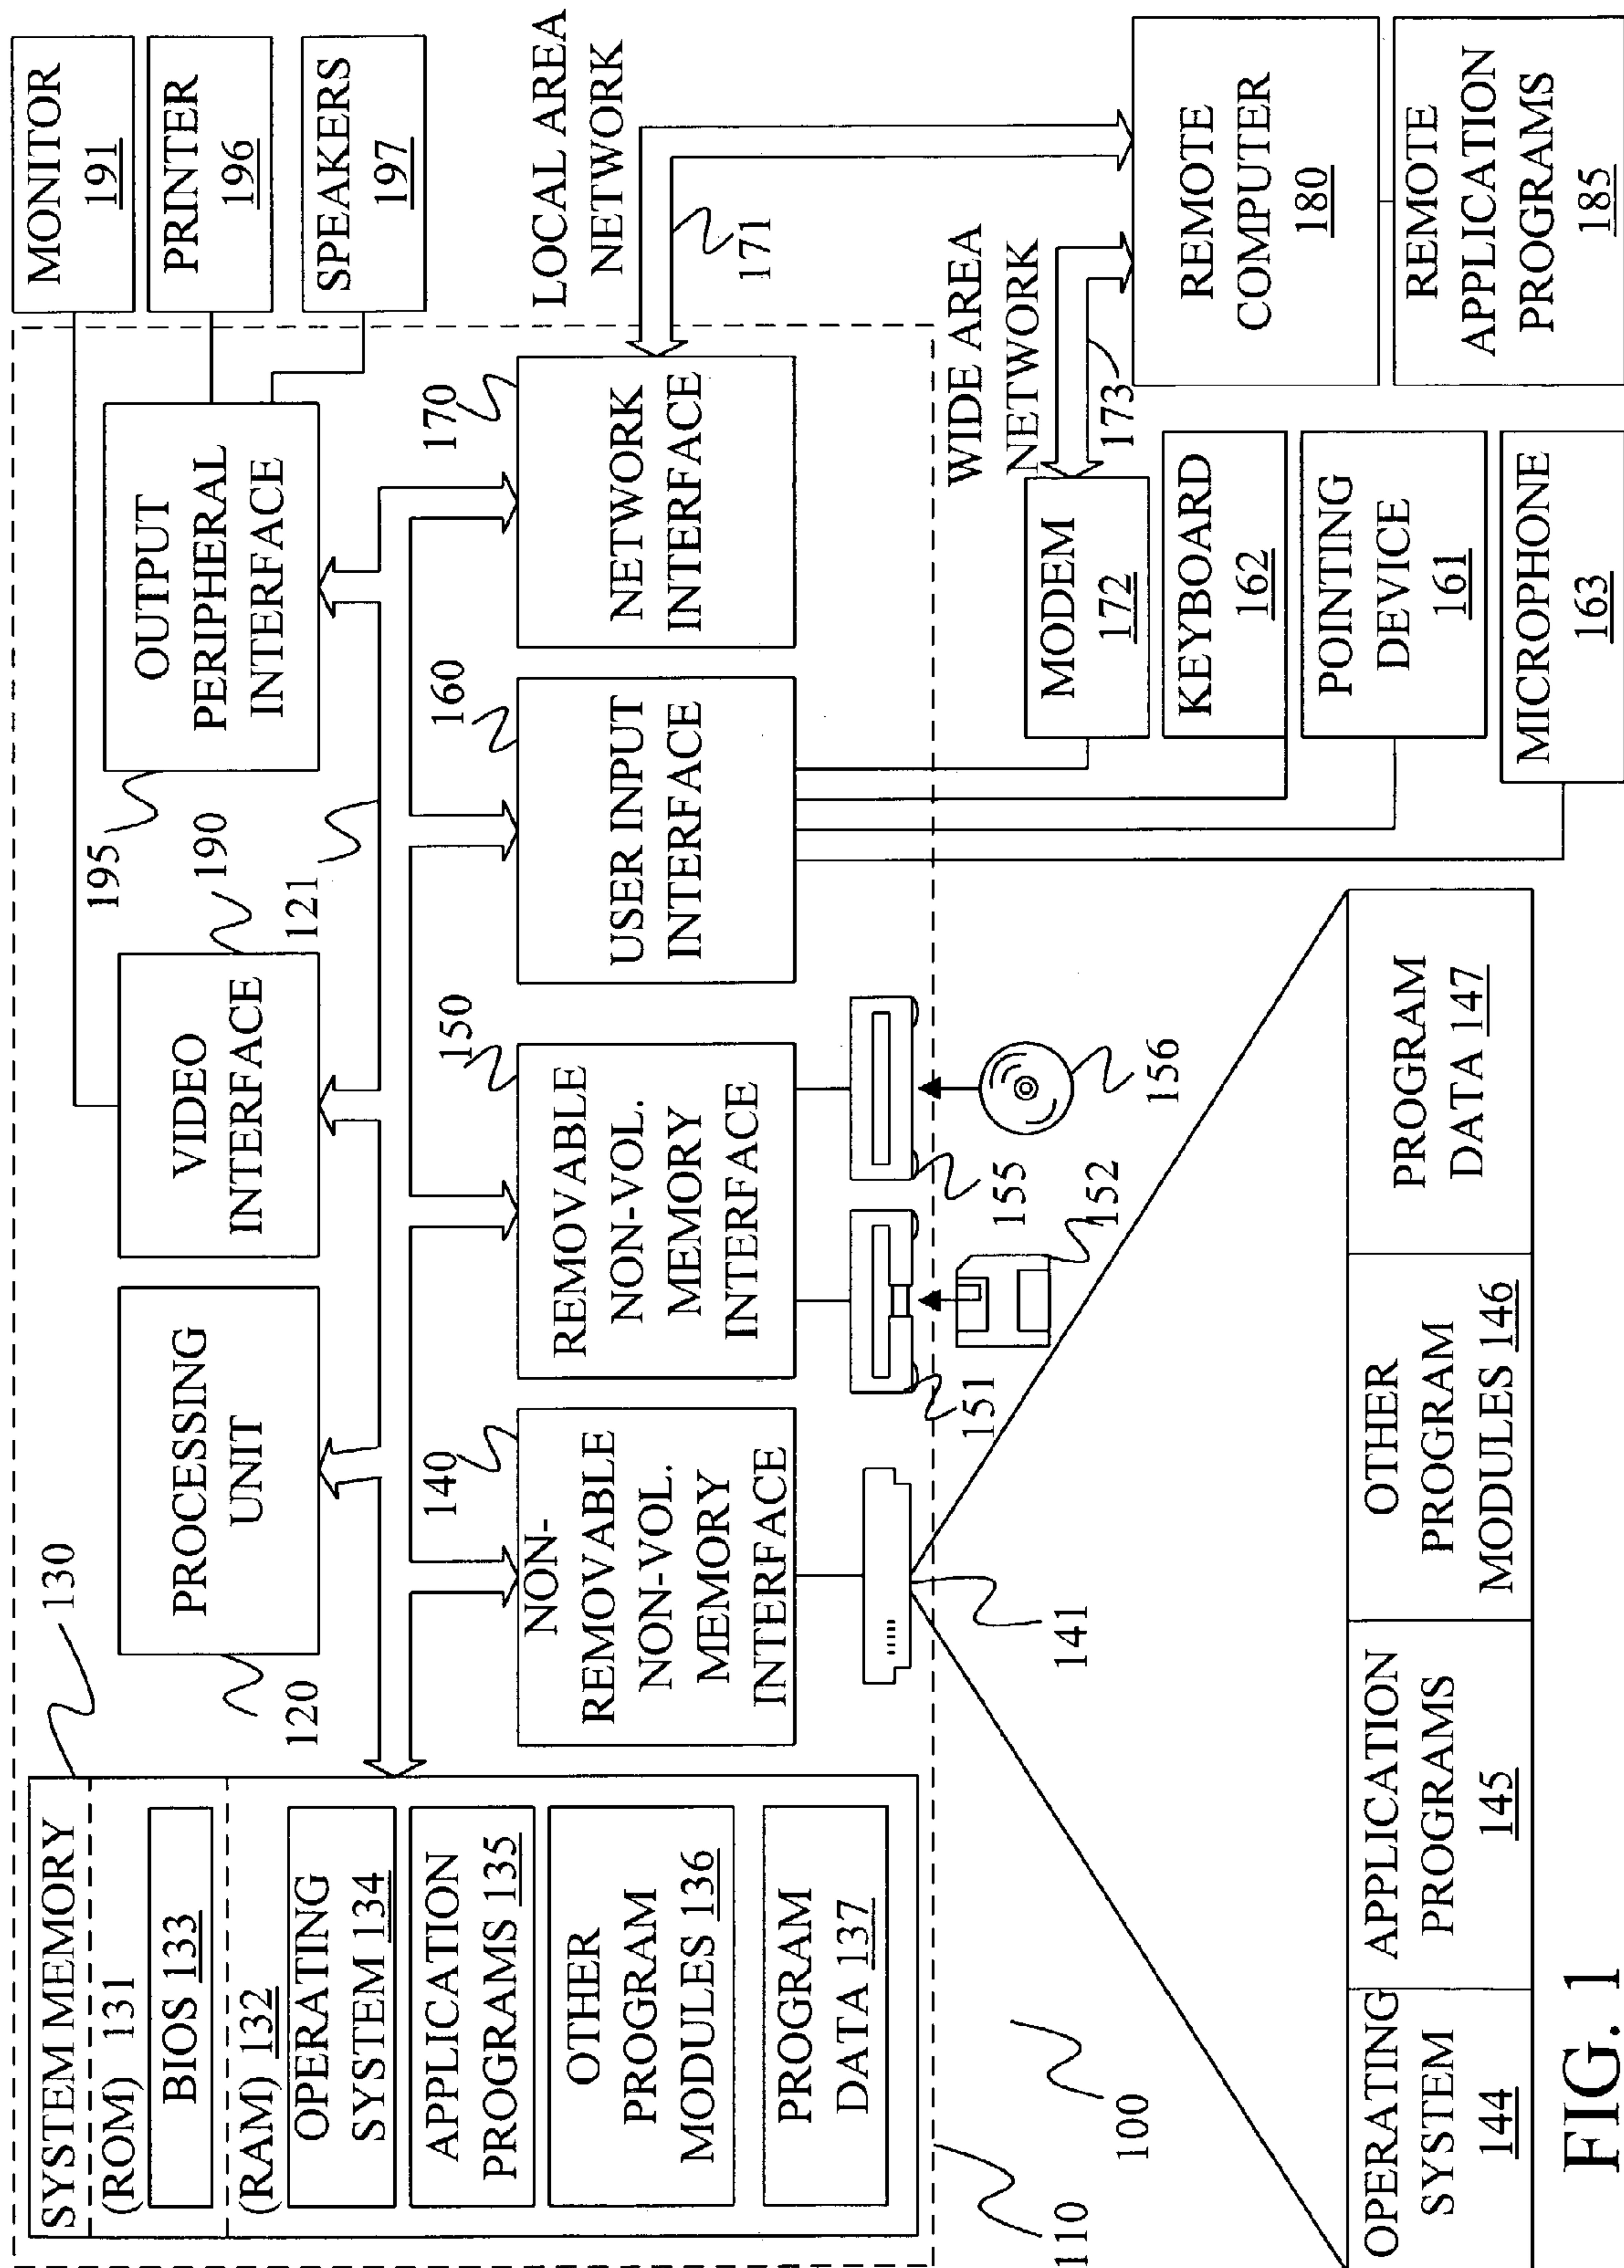 SYSTEM MEMORY
(ROM) 131
BIOS 133
(RAM) 132
OPERATING
SYSTEM 134
APPLICATION
PROGRAMS 135
OTHER
PROGRAM
MODULES 136
PROGRAM
DATA 137
130
120
PROCESSING
UNIT
VIDEO
INTERFACE
190
121
195
OUTPUT
PERIPHERAL
INTERFACE
MONITOR
191
PRINTER
196
SPEAKERS
197
140
NON-
REMOVABLE
NON-VOL.
MEMORY
INTERFACE
150
REMOVABLE
NON-VOL.
MEMORY
INTERFACE
160
USER INPUT
INTERFACE
170
NETWORK
INTERFACE
LOCAL AREA
NETWORK
171
WIDE AREA
NETWORK
173
141
151
152
155
156
MODEM
172
KEYBOARD
162
POINTING
DEVICE
161
MICROPHONE
163
REMOTE
COMPUTER
180
REMOTE
APPLICATION
PROGRAMS
185
110
100
OPERATING
SYSTEM
144
APPLICATION
PROGRAMS
145
OTHER
PROGRAM
MODULES 146
PROGRAM
DATA 147
FIG. 1